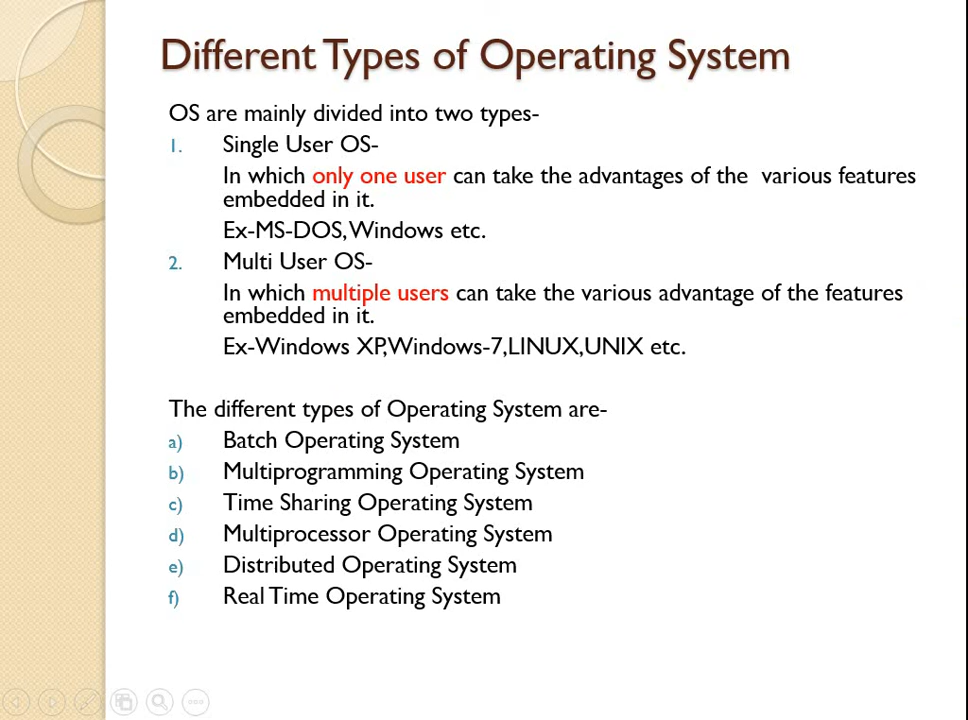 Different Types of Operating System
OS are mainly divided into two types-
1. Single User OS-
In which only one user can take the advantages of the various features
embedded in it.
Ex-MS-DOS,Windows etc.
2. Multi User OS-
In which multiple users can take the various advantage of the features
embedded in it.
Ex-Windows XP,Windows-7,LINUX,UNIX etc.
The different types of Operating System are-
a) Batch Operating System
b) Multiprogramming Operating System
c) Time Sharing Operating System
d) Multiprocessor Operating System
e) Distributed Operating System
f) Real Time Operating System